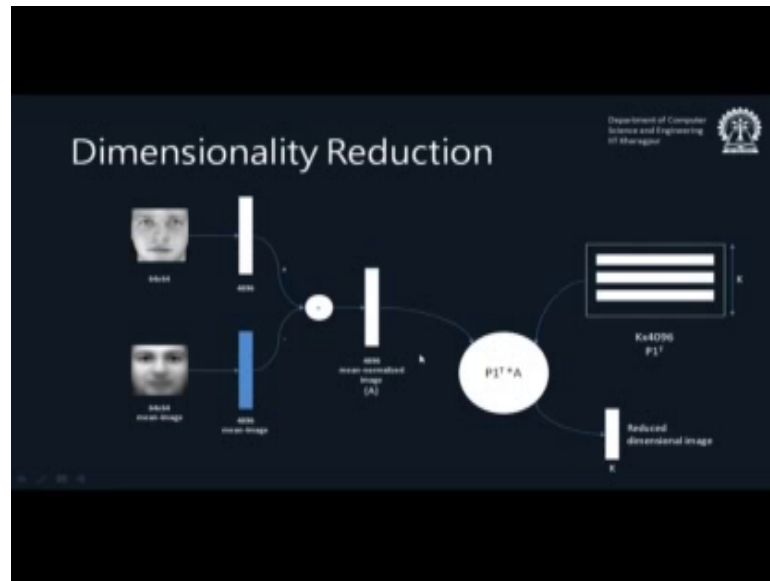 Department of Computer
Science and Engineering
IIT Kharagpur
Dimensionality Reduction
64x64
4096
+
-
+
64x64
mean-image
4096
mean-image
4096
mean-normalized
image
(A)
P1ᵀ *A
K
Kx4096
P1ᵀ
Reduced
dimensional image
K